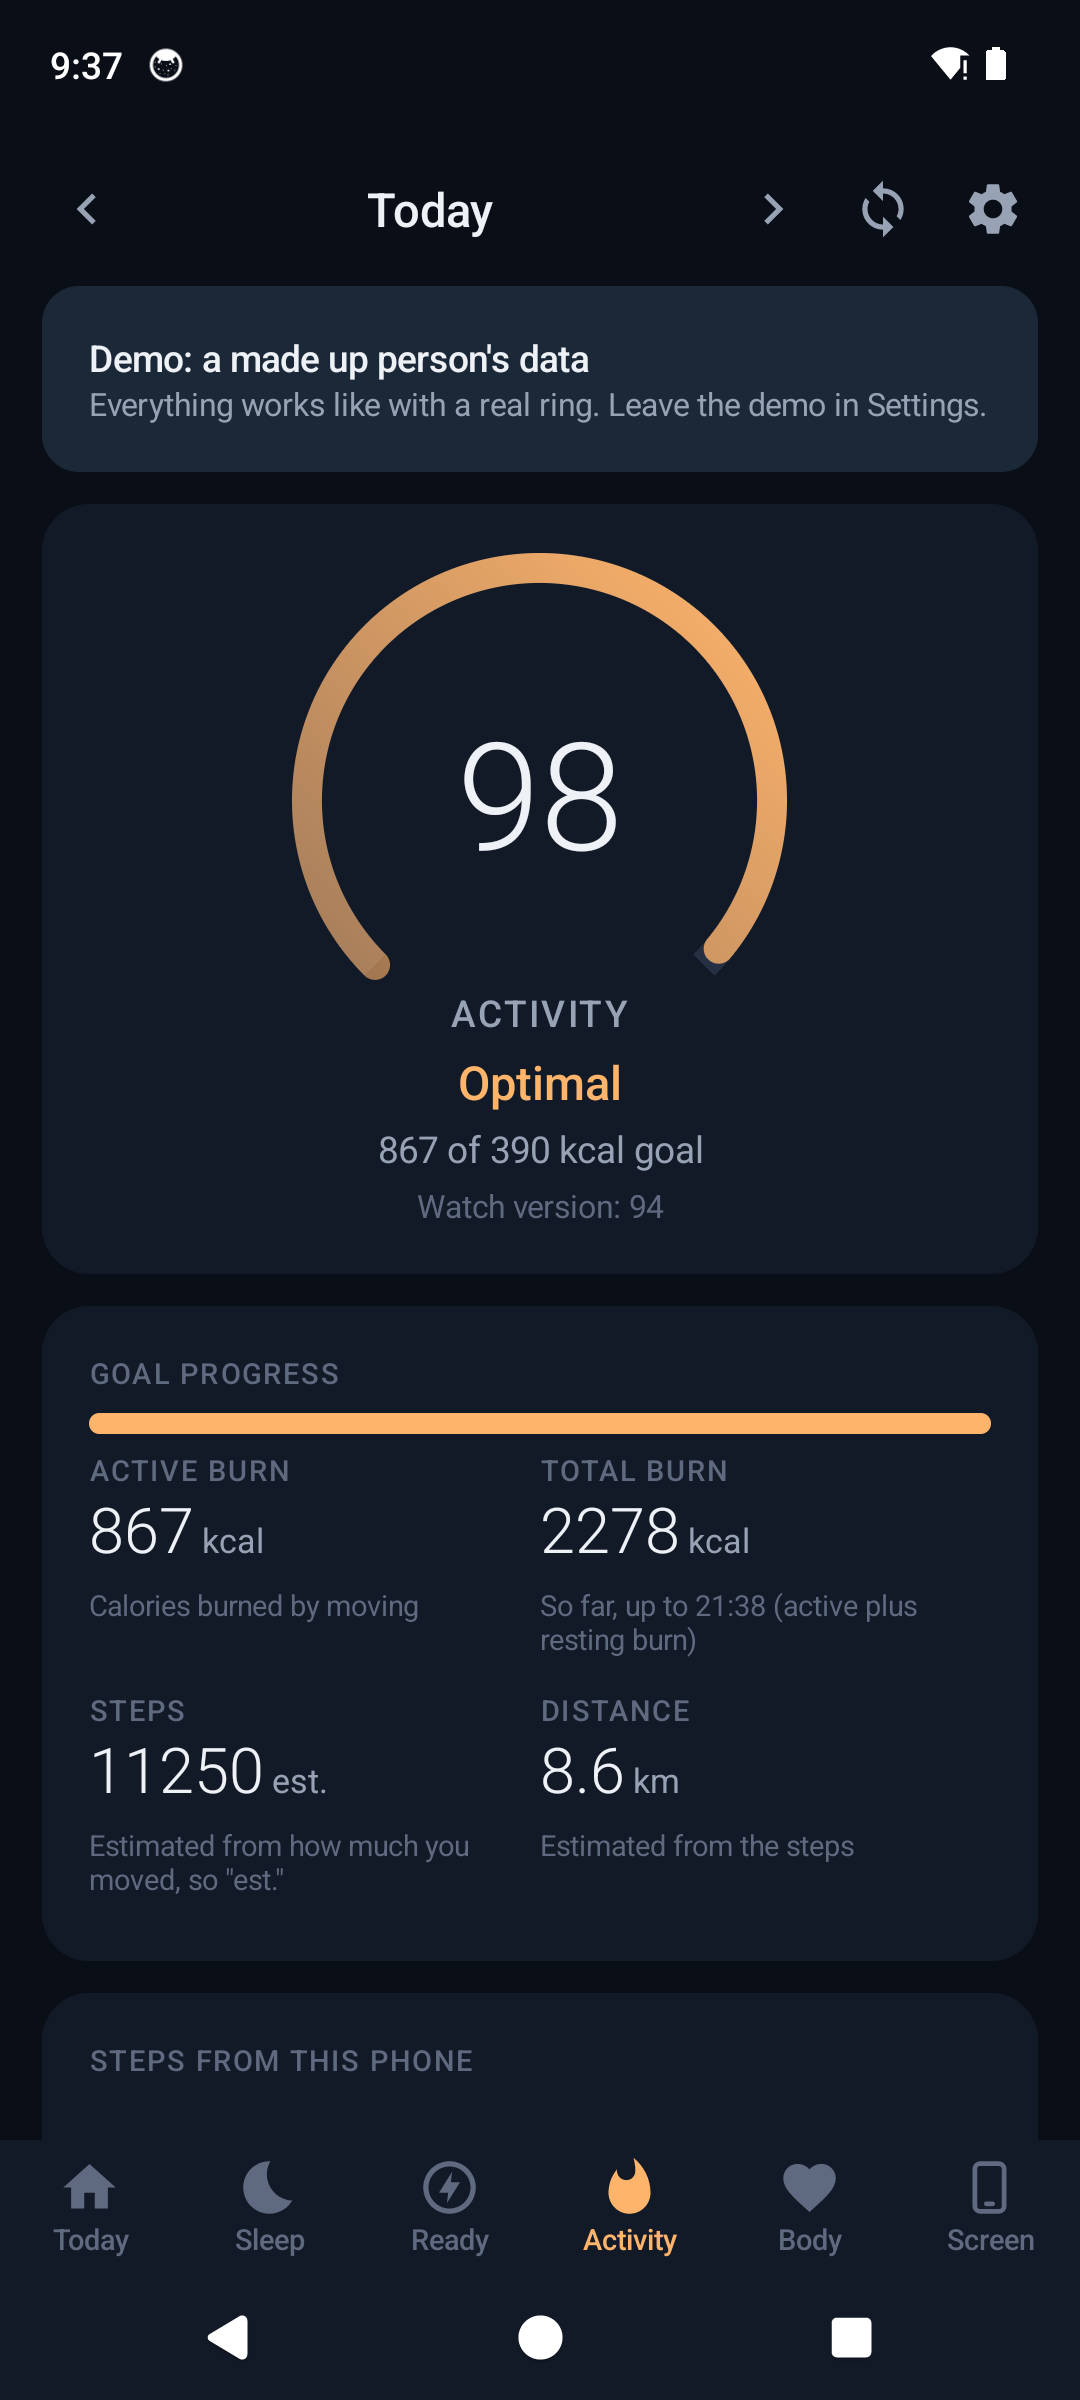 9:37
Today
Demo: a made up person's data
Everything works like with a real ring. Leave the demo in Settings.
98
ACTIVITY
Optimal
867 of 390 kcal goal
Watch version: 94
GOAL PROGRESS
ACTIVE BURN
867 kcal
Calories burned by moving
TOTAL BURN
2278 kcal
So far, up to 21:38 (active plus
resting burn)
STEPS
11250 est.
Estimated from how much you
moved, so "est."
DISTANCE
8.6 km
Estimated from the steps
STEPS FROM THIS PHONE
Today
Sleep
Ready
Activity
Body
Screen